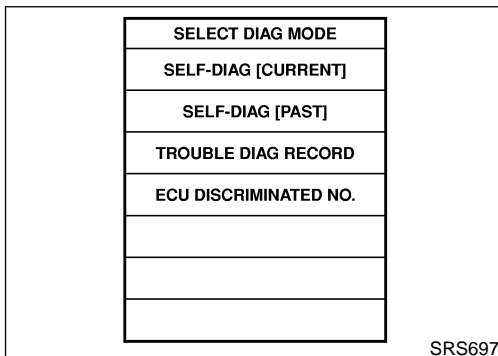 SELECT DIAG MODE
SELF-DIAG [CURRENT]
SELF-DIAG [PAST]
TROUBLE DIAG RECORD
ECU DISCRIMINATED NO.
SRS697